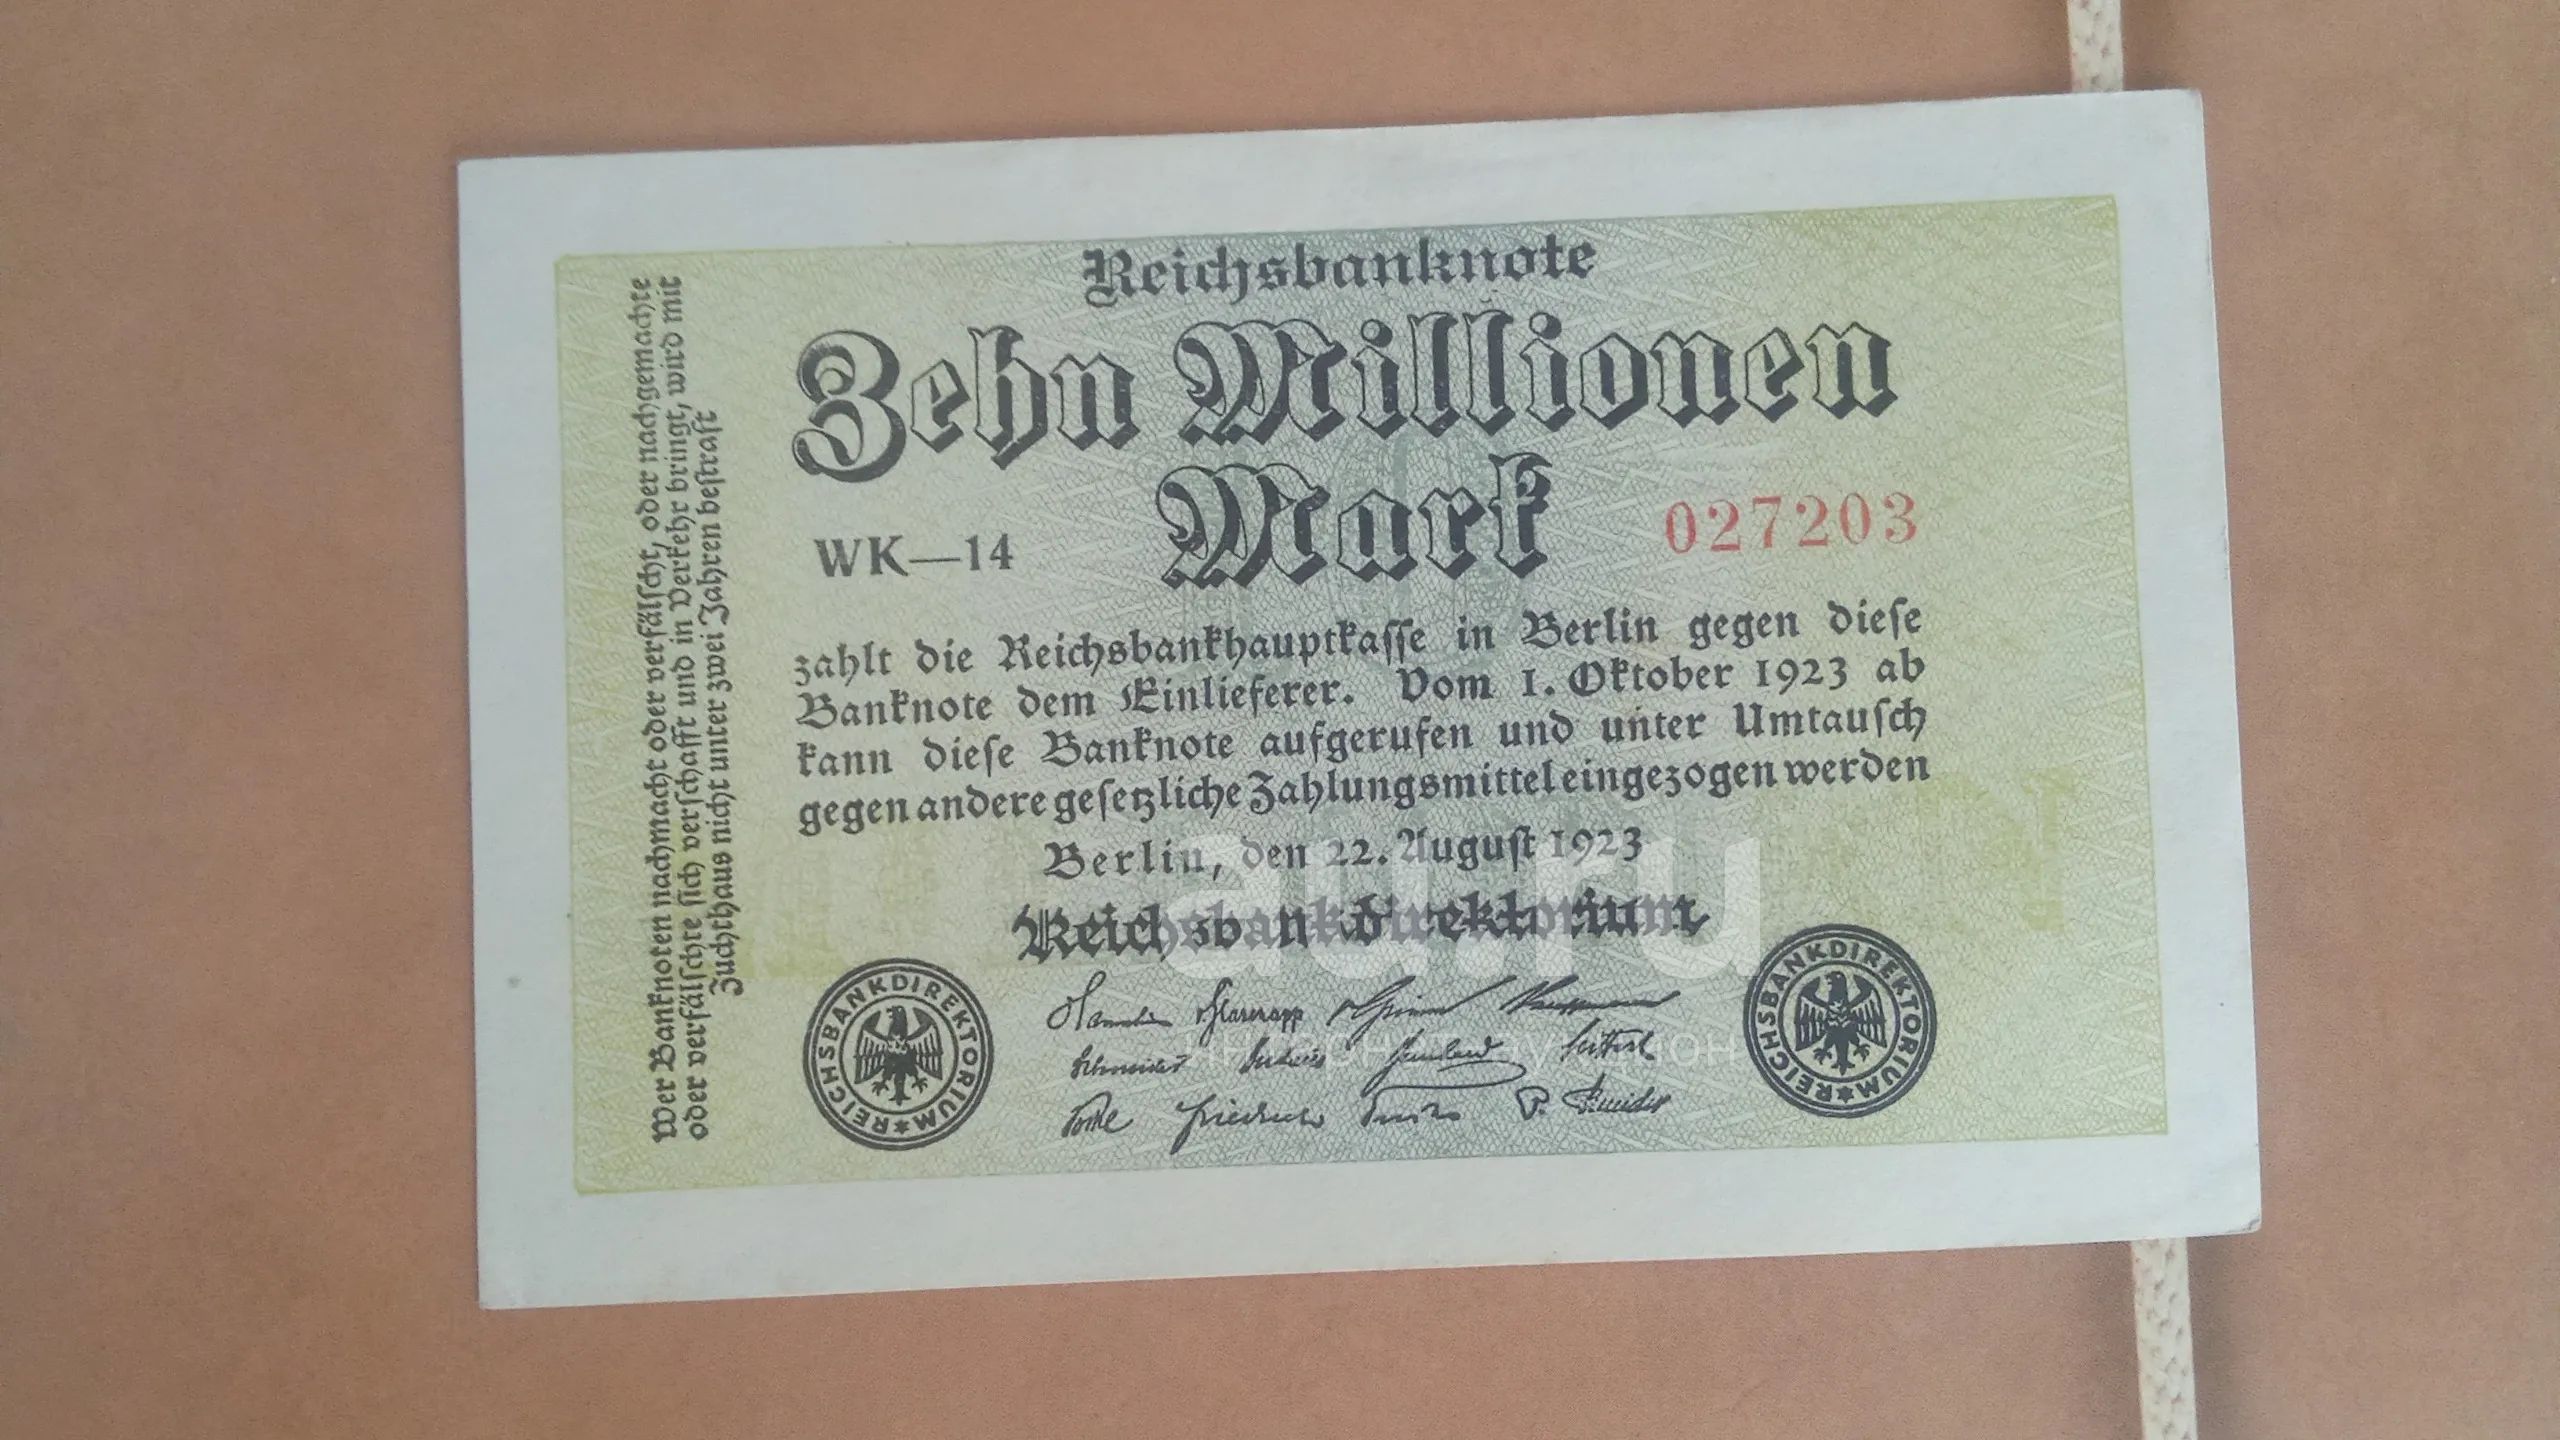 Reichsbanknote
Zehn Millionen
Mark
WK—14
027203
zahlt die Reichsbankhauptkasse in Berlin gegen diese
Banknote dem Einlieferer. Vom 1. Oktober 1923 ab
kann diese Banknote aufgerufen und unter Umtausch
gegen andere gesetzliche Zahlungsmittel eingezogen werden
Berlin, den 22. August 1923
Reichsbankdirektorium
REICHSBANKDIREKTORIUM
REICHSBANKDIREKTORIUM
Wer Banknoten nachmacht oder verfälscht, oder nachgemachte
oder verfälschte sich verschafft und in Verkehr bringt, wird mit
Zuchthaus nicht unter zwei Jahren bestraft
au.ru